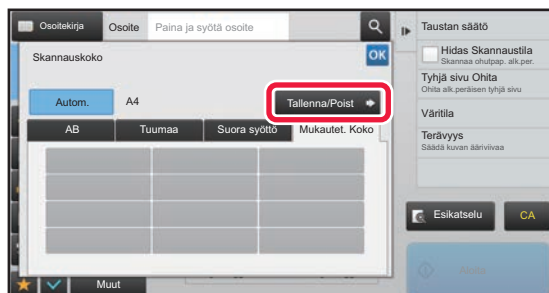 Osoitekirja
Osoite
Paina ja syötä osoite
Skannauskoko
OK
Autom.
A4
Tallenna/Poist
AB
Tuumaa
Suora syöttö
Mukautet. Koko
Muut
Taustan säätö
Hidas Skannaustila
Skannaa ohutpap. alk.per.
Tyhjä sivu Ohita
Ohita alk.peräisen tyhjä sivu
Väritila
Terävyys
Säädä kuvan ääriviivaa
Esikatselu
CA